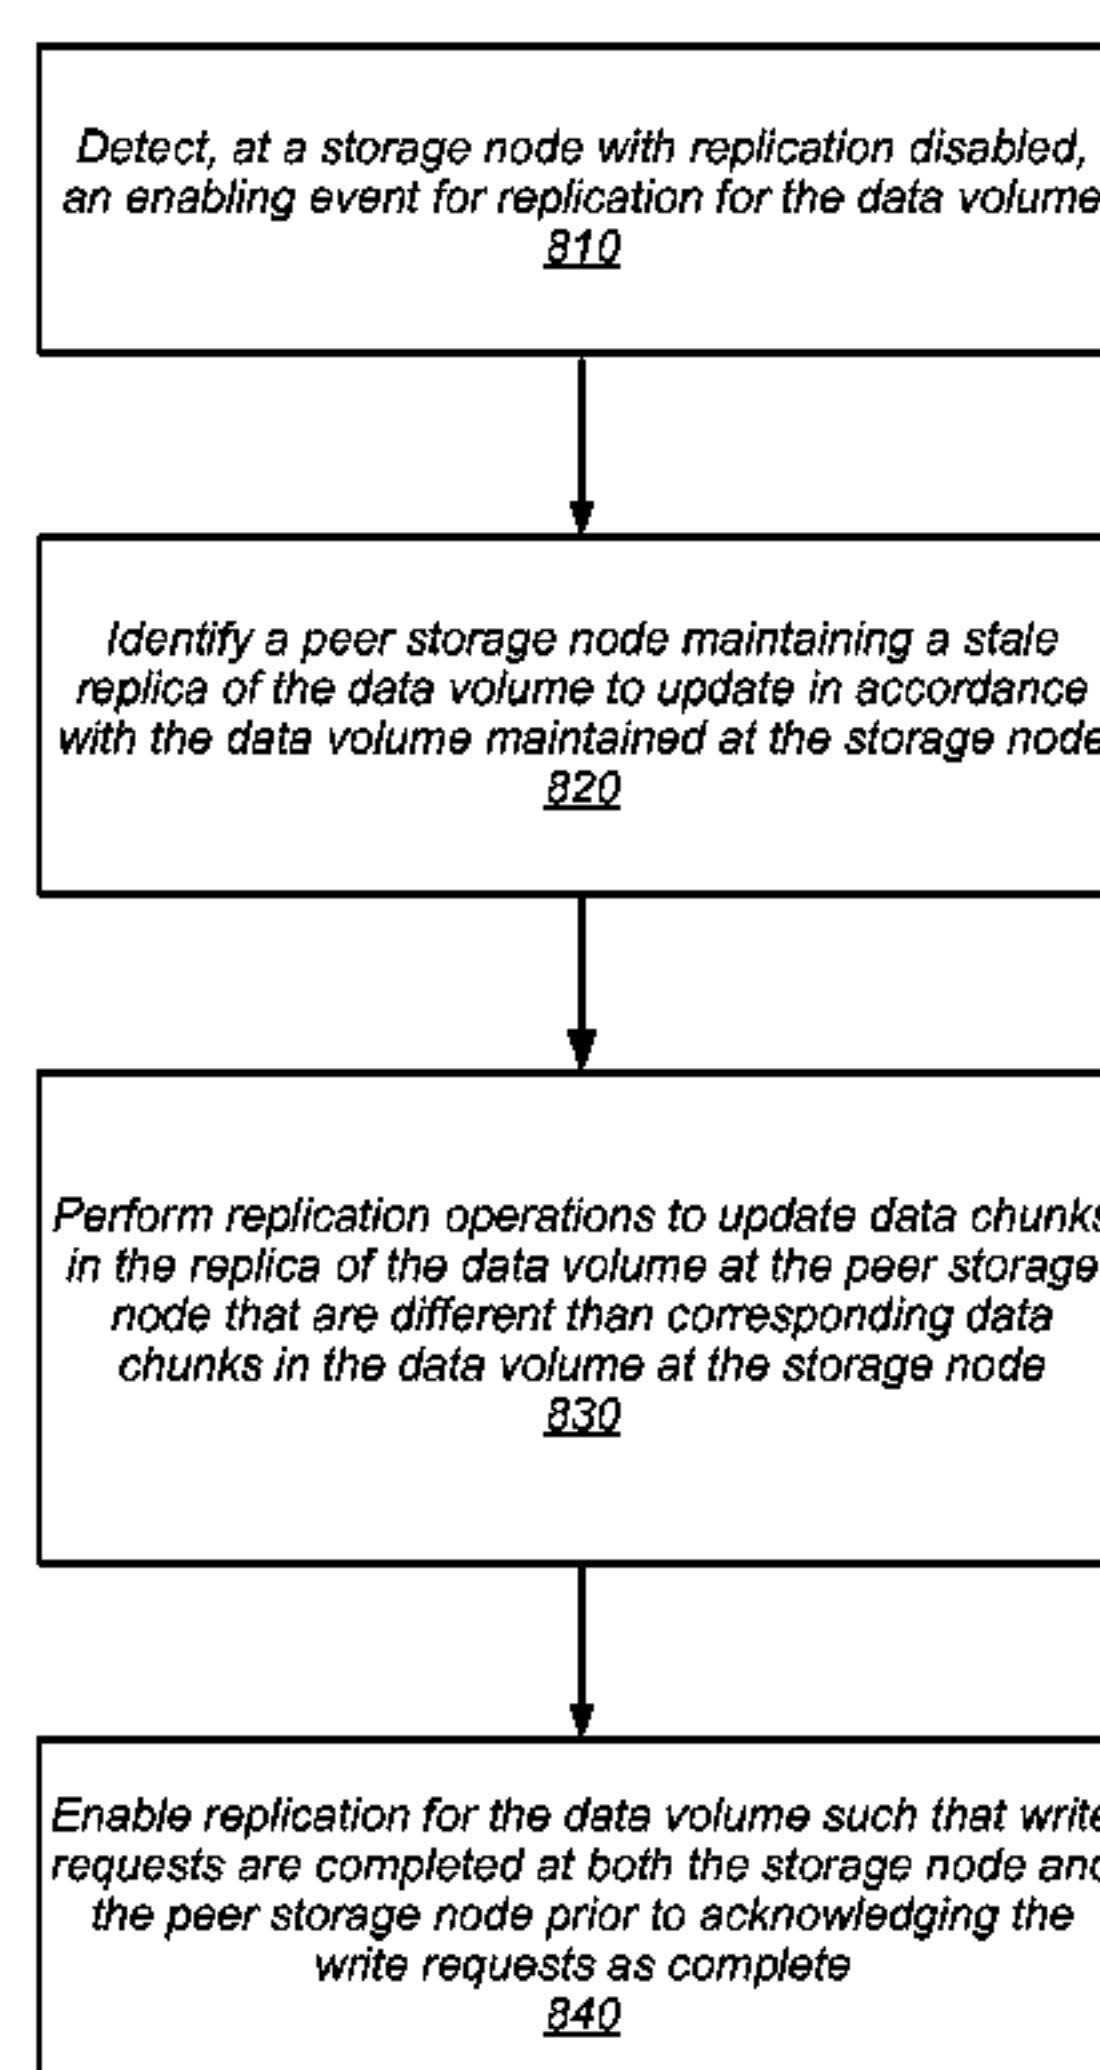 Detect, at a storage node with replication disabled,
an enabling event for replication for the data volume
810
Identify a peer storage node maintaining a stale
replica of the data volume to update in accordance
with the data volume maintained at the storage node
820
Perform replication operations to update data chunks
in the replica of the data volume at the peer storage
node that are different than corresponding data
chunks in the data volume at the storage node
830
Enable replication for the data volume such that write
requests are completed at both the storage node and
the peer storage node prior to acknowledging the
write requests as complete
840